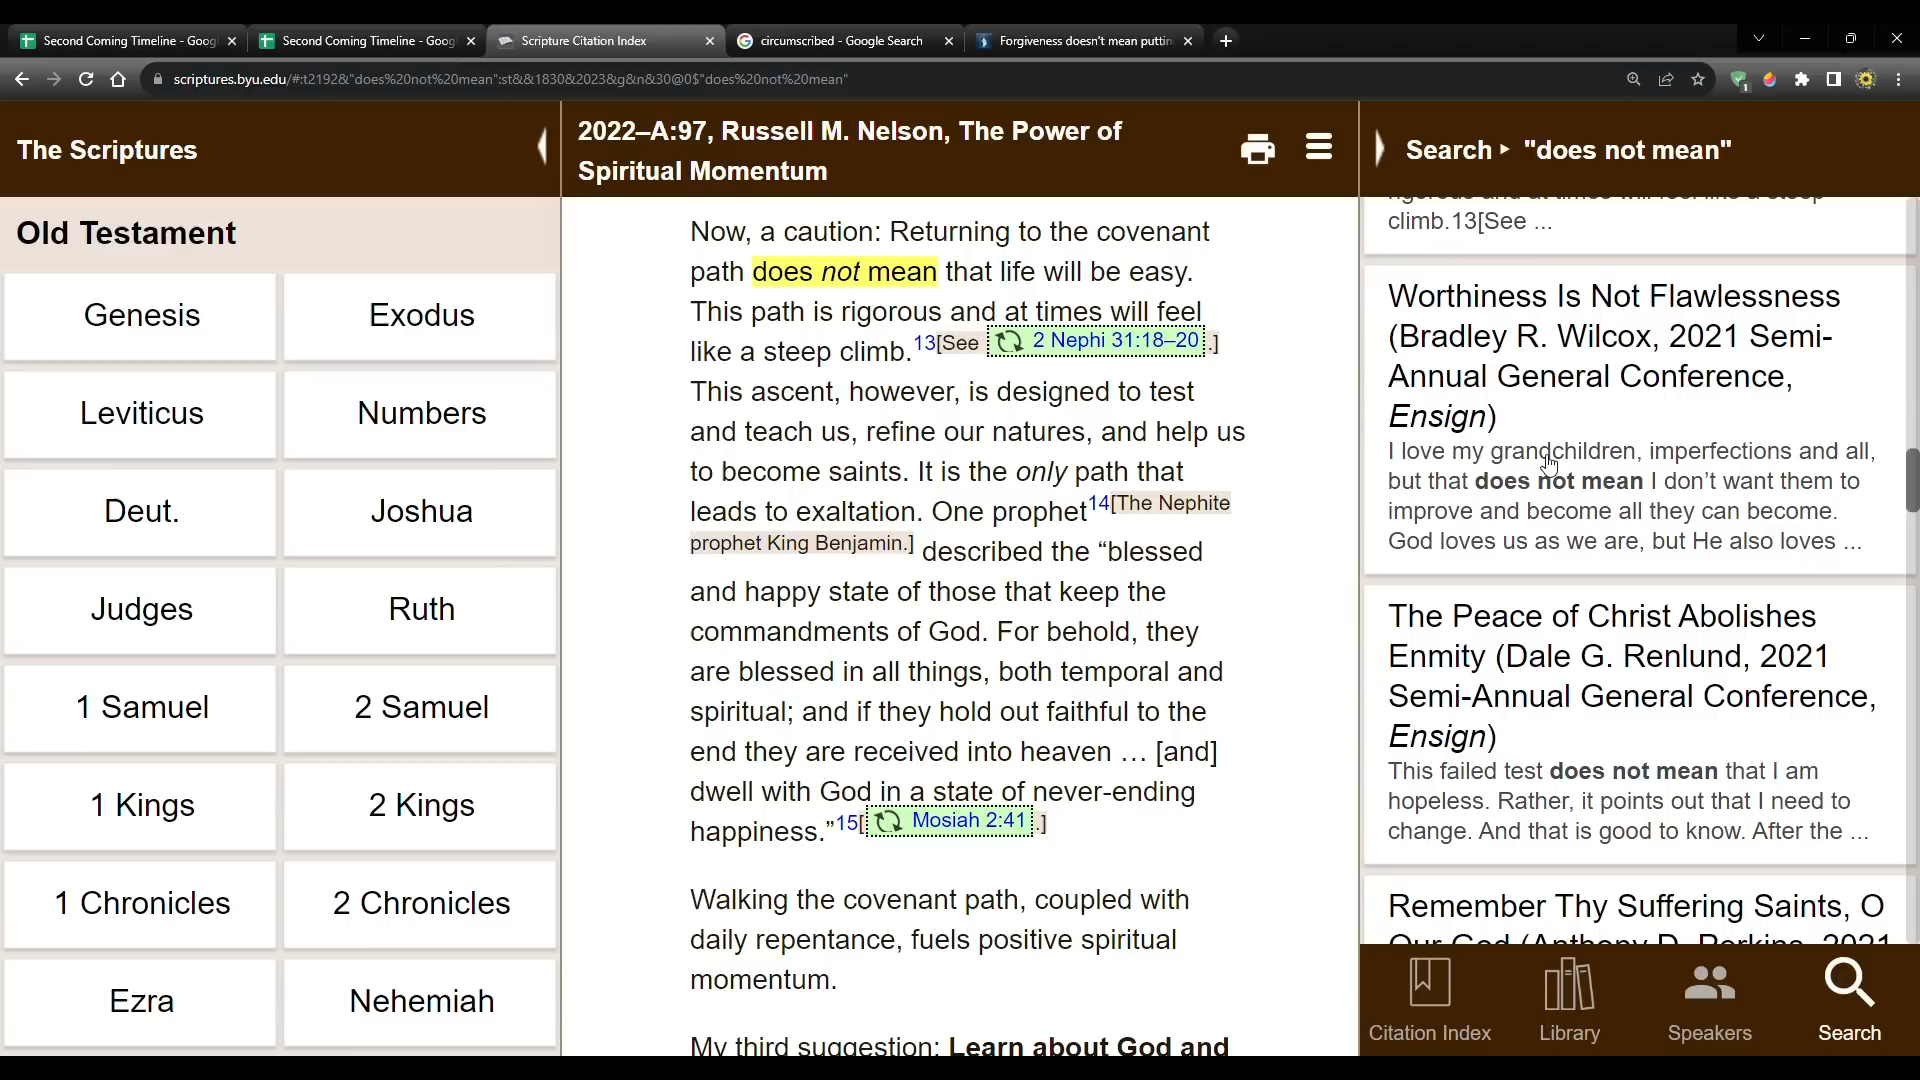 Second Coming Timeline - Goog
Second Coming Timeline - Goog
Scripture Citation Index
circumscribed - Google Search
Forgiveness doesn't mean puttin
scriptures.byu.edu/#:t2192&"does%20not%20mean":st&&1830&2023&g&n&30@0$"does%20not%20mean"
1
The Scriptures
2022–A:97, Russell M. Nelson, The Power of
Spiritual Momentum
Search ▸ "does not mean"
Old Testament
Genesis
Exodus
Leviticus
Numbers
Deut.
Joshua
Judges
Ruth
1 Samuel
2 Samuel
1 Kings
2 Kings
1 Chronicles
2 Chronicles
Ezra
Nehemiah
Now, a caution: Returning to the covenant
path does not mean that life will be easy.
This path is rigorous and at times will feel
like a steep climb.13[See 2 Nephi 31:18–20.]
This ascent, however, is designed to test
and teach us, refine our natures, and help us
to become saints. It is the only path that
leads to exaltation. One prophet14[The Nephite
prophet King Benjamin.] described the “blessed
and happy state of those that keep the
commandments of God. For behold, they
are blessed in all things, both temporal and
spiritual; and if they hold out faithful to the
end they are received into heaven … [and]
dwell with God in a state of never-ending
happiness.”15[ Mosiah 2:41.]
Walking the covenant path, coupled with
daily repentance, fuels positive spiritual
momentum.
My third suggestion: Learn about God and
rigorous and at times will feel like a steep
climb.13[See ...
Worthiness Is Not Flawlessness
(Bradley R. Wilcox, 2021 Semi-
Annual General Conference,
Ensign)
I love my grandchildren, imperfections and all,
but that does not mean I don’t want them to
improve and become all they can become.
God loves us as we are, but He also loves ...
The Peace of Christ Abolishes
Enmity (Dale G. Renlund, 2021
Semi-Annual General Conference,
Ensign)
This failed test does not mean that I am
hopeless. Rather, it points out that I need to
change. And that is good to know. After the ...
Remember Thy Suffering Saints, O
Our God (Anthony D. Perkins, 2021
Citation Index
Library
Speakers
Search